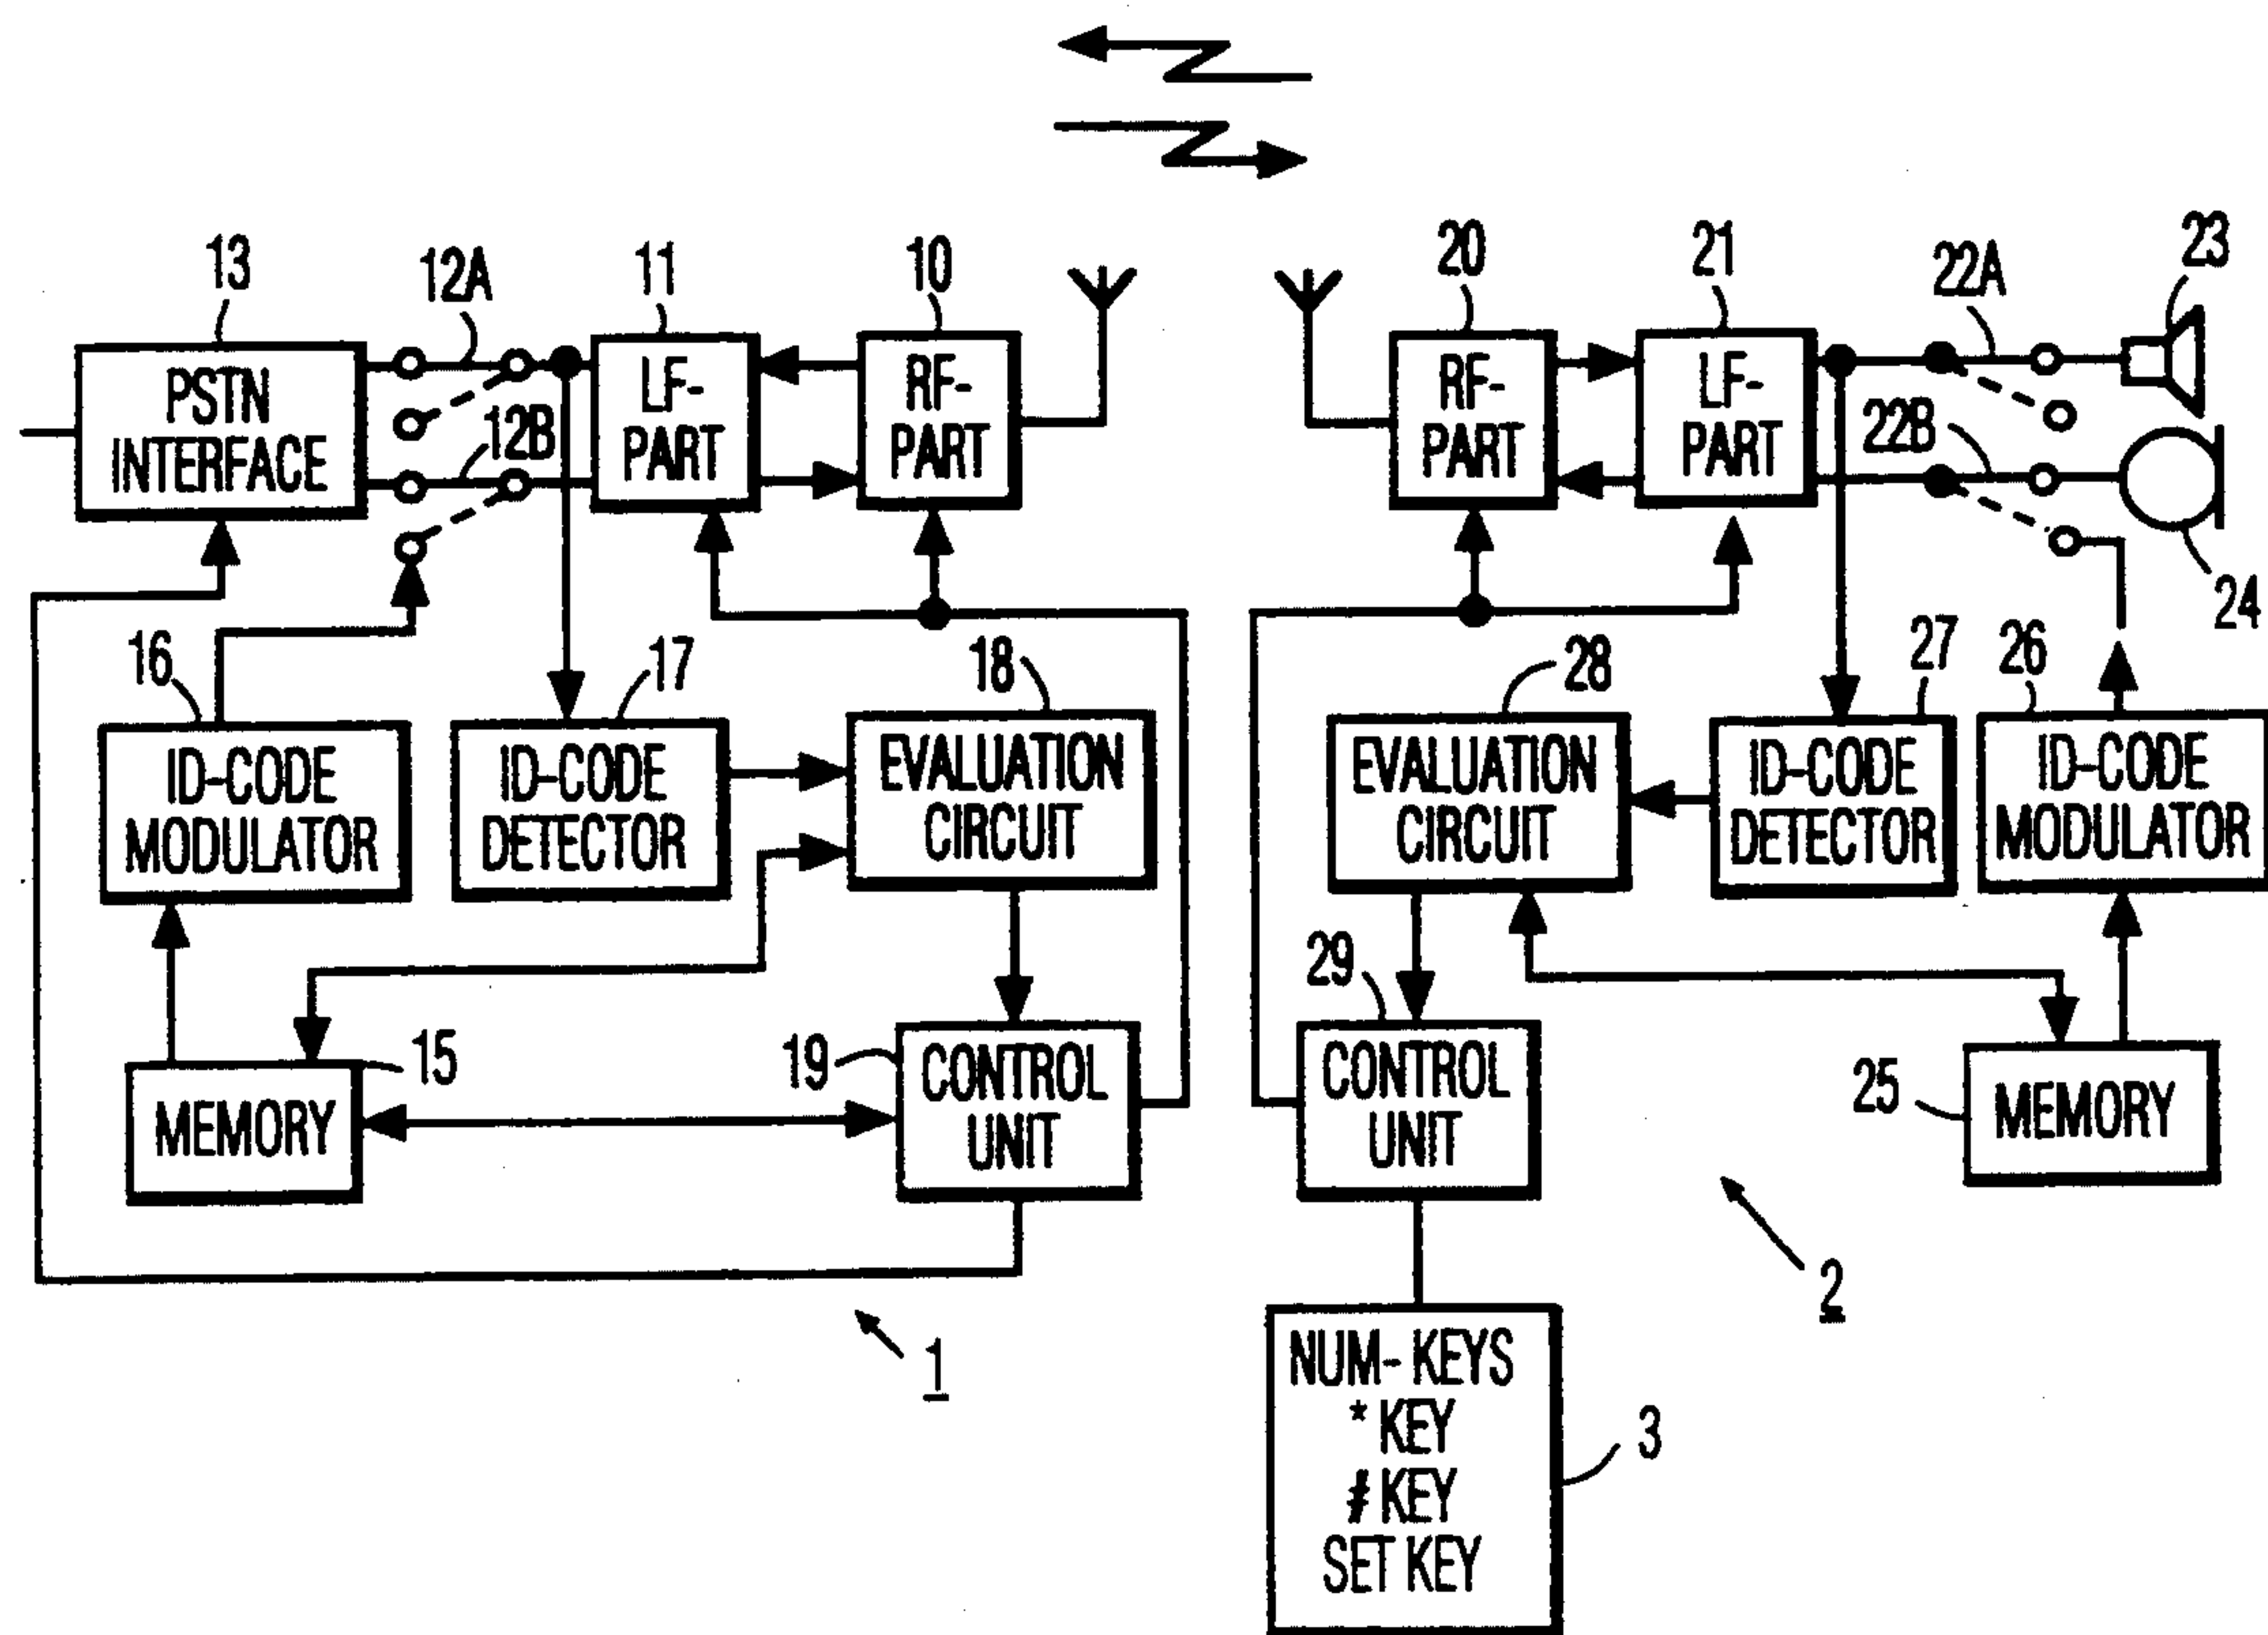 13
12A
11
10
20
21
22A
23
PSTN
INTERFACE
12B
LF-
PART
RF-
PART
RF-
PART
LF-
PART
22B
24
16
17
18
28
27
26
ID-CODE
MODULATOR
ID-CODE
DETECTOR
EVALUATION
CIRCUIT
EVALUATION
CIRCUIT
ID-CODE
DETECTOR
ID-CODE
MODULATOR
15
19
29
25
MEMORY
CONTROL
UNIT
CONTROL
UNIT
MEMORY
1
2
NUM-KEYS
* KEY
# KEY
SET KEY
3